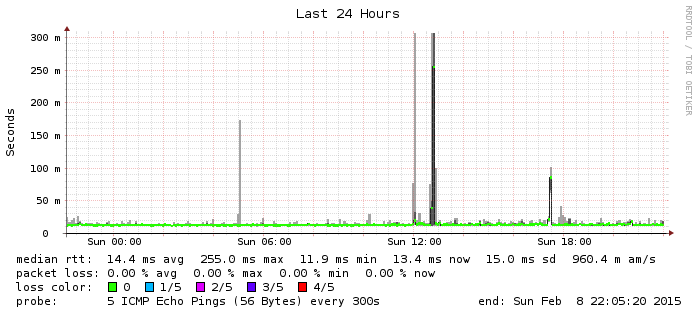 Last 24 Hours
RRDTOOL / TOBI OETIKER
Seconds
300 m
250 m
200 m
150 m
100 m
50 m
0
Sun 00:00 Sun 06:00 Sun 12:00 Sun 18:00
median rtt: 14.4 ms avg 255.0 ms max 11.9 ms min 13.4 ms now 15.0 ms sd 960.4 m am/s
packet loss: 0.00 % avg 0.00 % max 0.00 % min 0.00 % now
loss color: 0 1/5 2/5 3/5 4/5
probe: 5 ICMP Echo Pings (56 Bytes) every 300s end: Sun Feb 8 22:05:20 2015